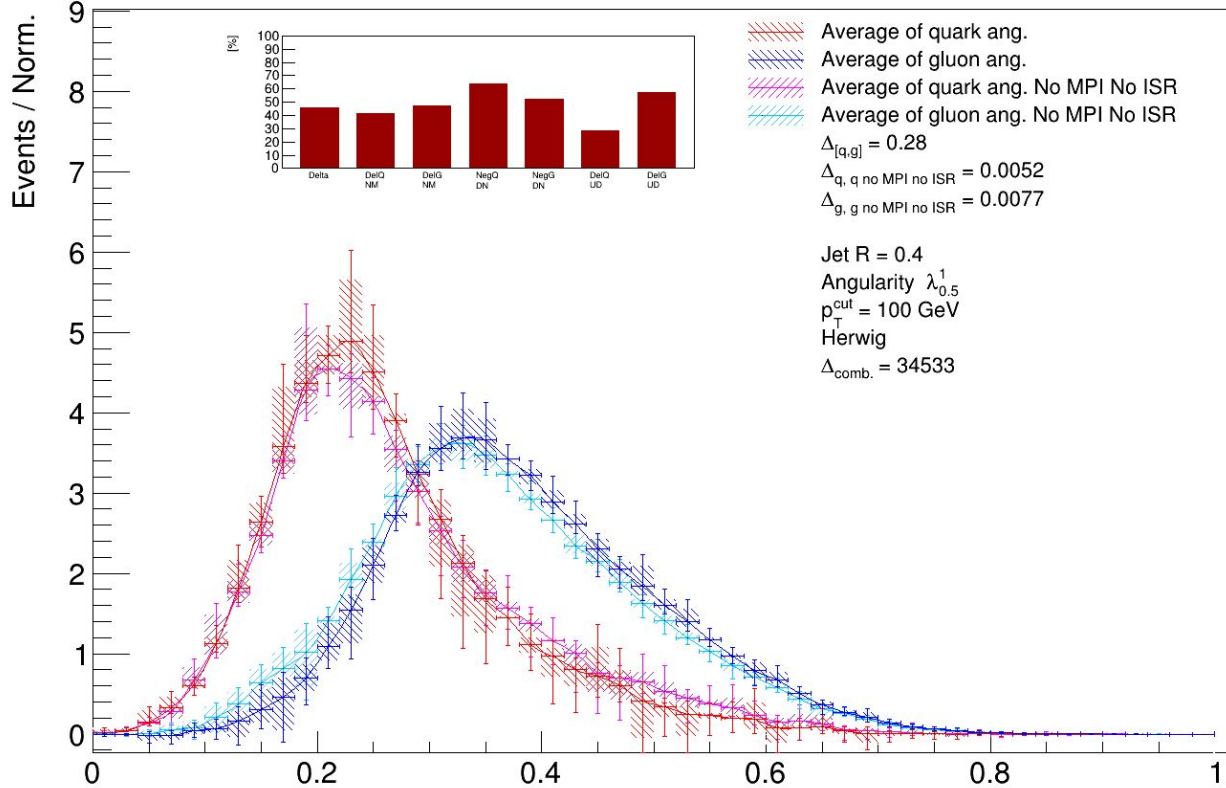 Events / Norm.
9
8
7
6
5
4
3
2
1
0
0
0.2
0.4
0.6
0.8
1
[%]
100
90
80
70
60
50
40
30
20
10
0
Delta
DelQ NM
DelG NM
NegQ DN
NegG DN
DelQ UD
DelG UD
Average of quark ang.
Average of gluon ang.
Average of quark ang. No MPI No ISR
Average of gluon ang. No MPI No ISR
Δ[q,g] = 0.28
Δq, q no MPI no ISR = 0.0052
Δg, g no MPI no ISR = 0.0077
Jet R = 0.4
Angularity λ¹0.5
pTcut = 100 GeV
Herwig
Δcomb. = 34533